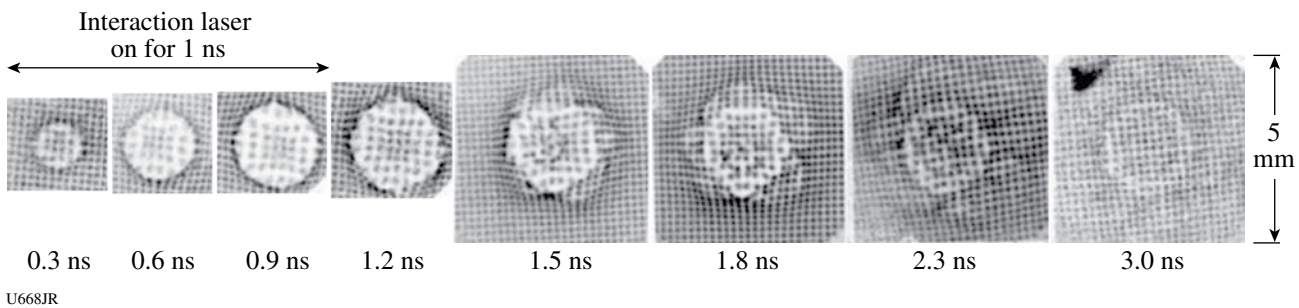 Interaction laser
on for 1 ns
5
mm
0.3 ns
0.6 ns
0.9 ns
1.2 ns
1.5 ns
1.8 ns
2.3 ns
3.0 ns
U668JR